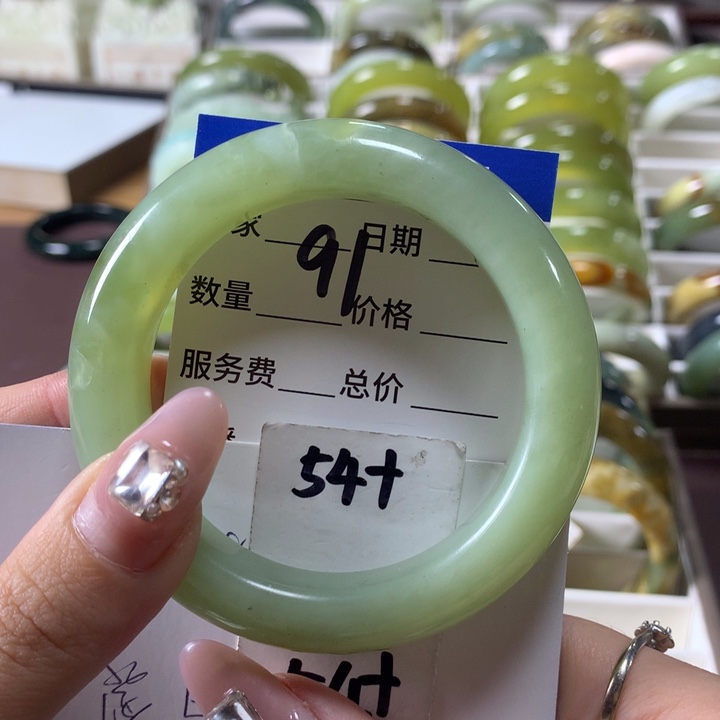 家 91 日期
数量 价格
服务费 总价
54+